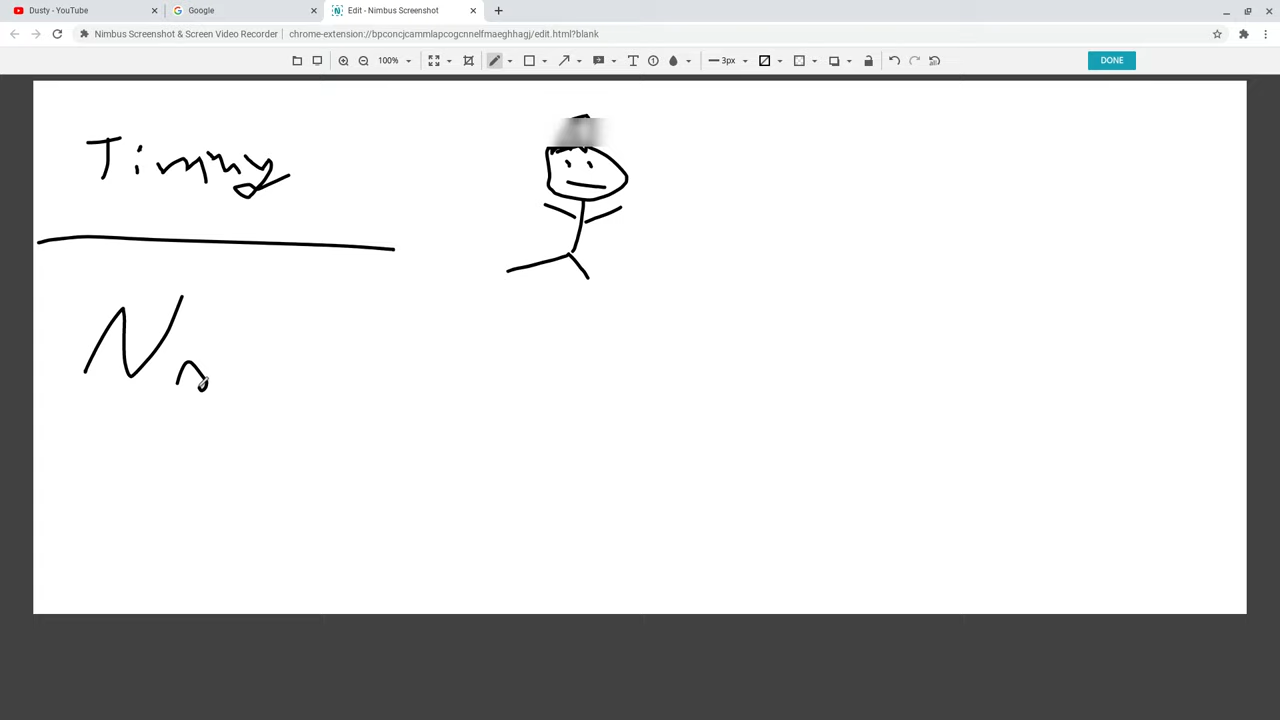 Dusty - YouTube
Google
Edit - Nimbus Screenshot
Nimbus Screenshot & Screen Video Recorder
chrome-extension://bpconcjcammlapcogcnnelfmaeghhagj/edit.html?blank
100%
3px
DONE
Timmy
N